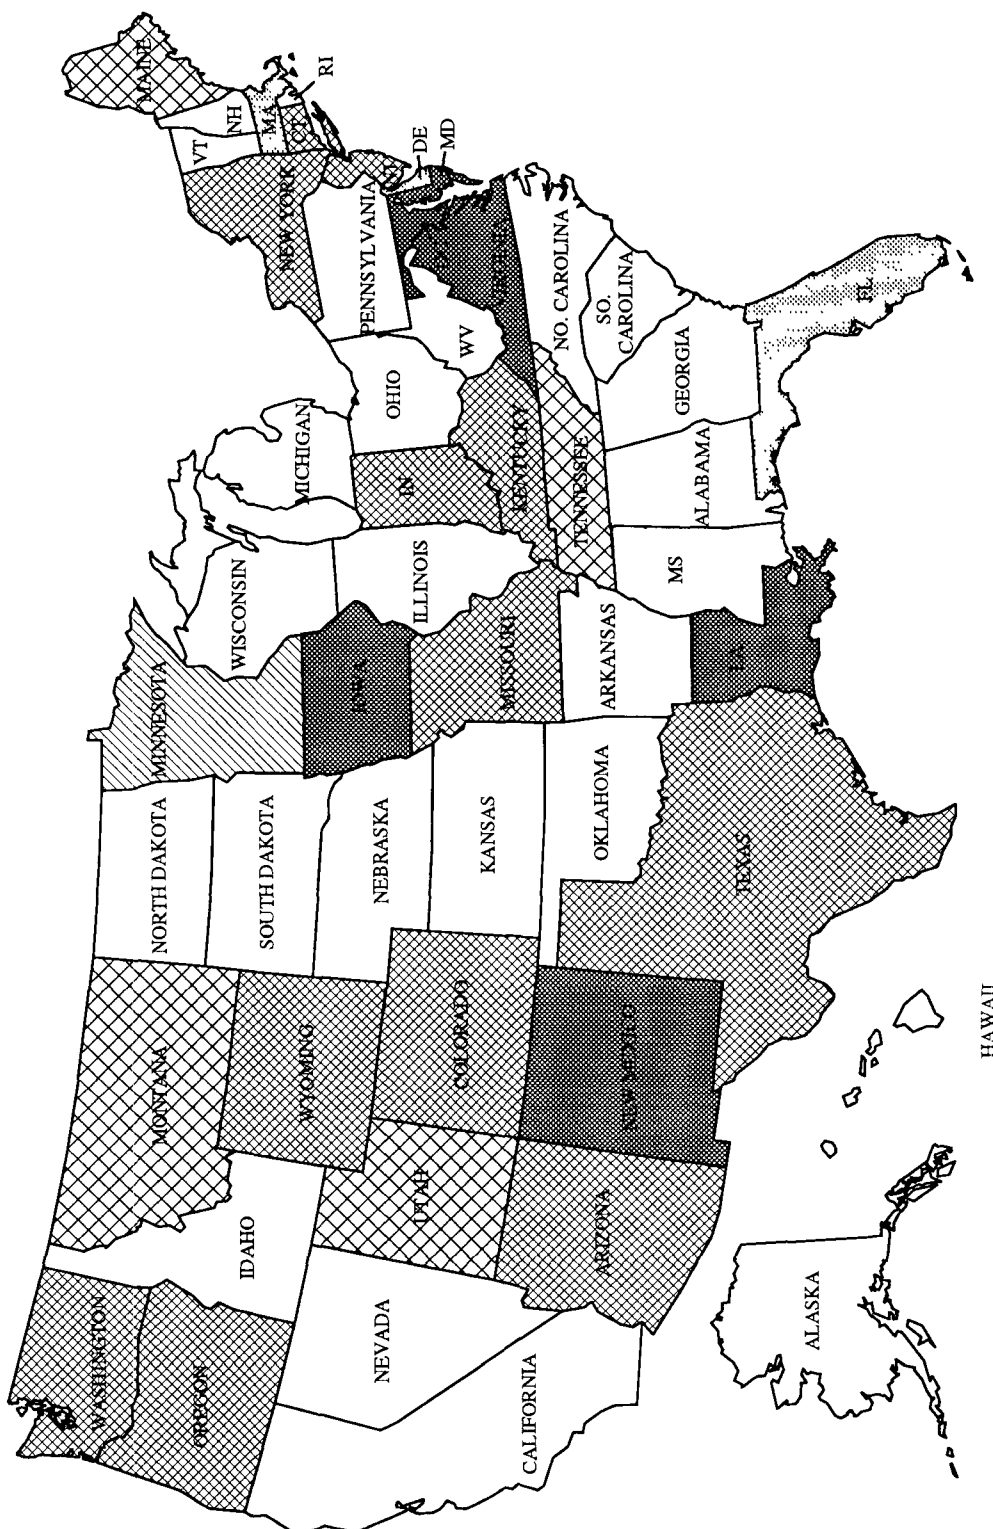 WASHINGTON
OREGON
CALIFORNIA
NEVADA
IDAHO
MONTANA
WYOMING
UTAH
ARIZONA
COLORADO
NEW MEXICO
NORTH DAKOTA
SOUTH DAKOTA
NEBRASKA
KANSAS
OKLAHOMA
TEXAS
MINNESOTA
IOWA
MISSOURI
ARKANSAS
LA
WISCONSIN
ILLINOIS
MS
MICHIGAN
IN
KENTUCKY
TENNESSEE
ALABAMA
OHIO
WV
GEORGIA
FL
SO.
CAROLINA
NO. CAROLINA
VIRGINIA
PENNSYLVANIA
NEW YORK
VT
NH
MAINE
MA
CT
RI
NJ
DE
MD
ALASKA
HAWAII